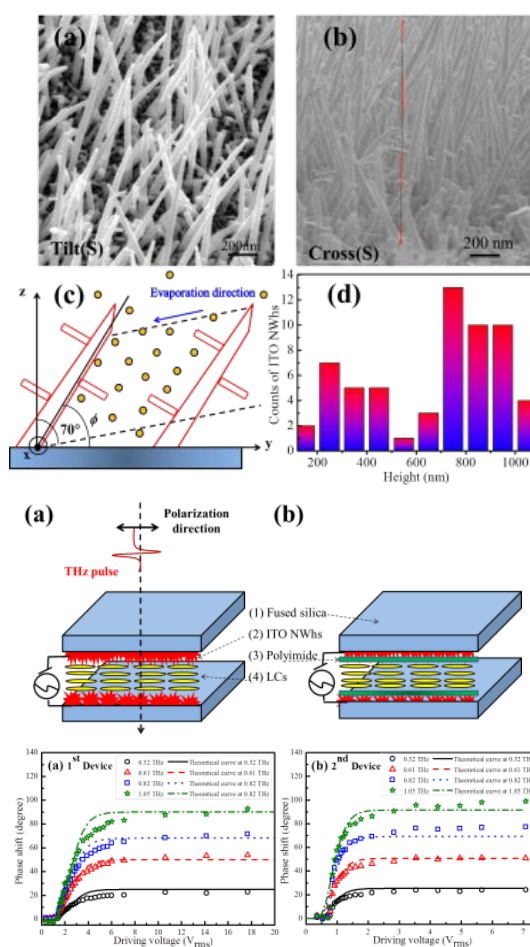 (a)
Tilt(S)
200nm
(b)
Cross(S)
200 nm
(c)
z
Evaporation direction
70°
ϕ
x
y
(d)
Counts of ITO NWhs
14
12
10
8
6
4
2
0
200 400 600 800 1000
Height (nm)
(a)
Polarization
direction
THz pulse
(b)
(1) Fused silica
(2) ITO NWhs
(3) Polyimide
(4) LCs
(a) 1st Device
0.32 THz Theoretical curve at 0.32 THz
0.61 THz Theoretical curve at 0.61 THz
0.82 THz Theoretical curve at 0.82 THz
1.05 THz Theoretical curve at 0.82 THz
Phase shift (degree)
140
120
100
80
60
40
20
0
0 2 4 6 8 10 12 14 16 18 20
Driving voltage (Vrms)
(b) 2nd Device
0.32 THz Theoretical curve at 0.32 THz
0.61 THz Theoretical curve at 0.61 THz
0.82 THz Theoretical curve at 0.82 THz
1.05 THz Theoretical curve at 1.05 THz
Phase shift (degree)
140
120
100
80
60
40
20
0
0 1 2 3 4 5 6 7
Driving voltage (Vrms)